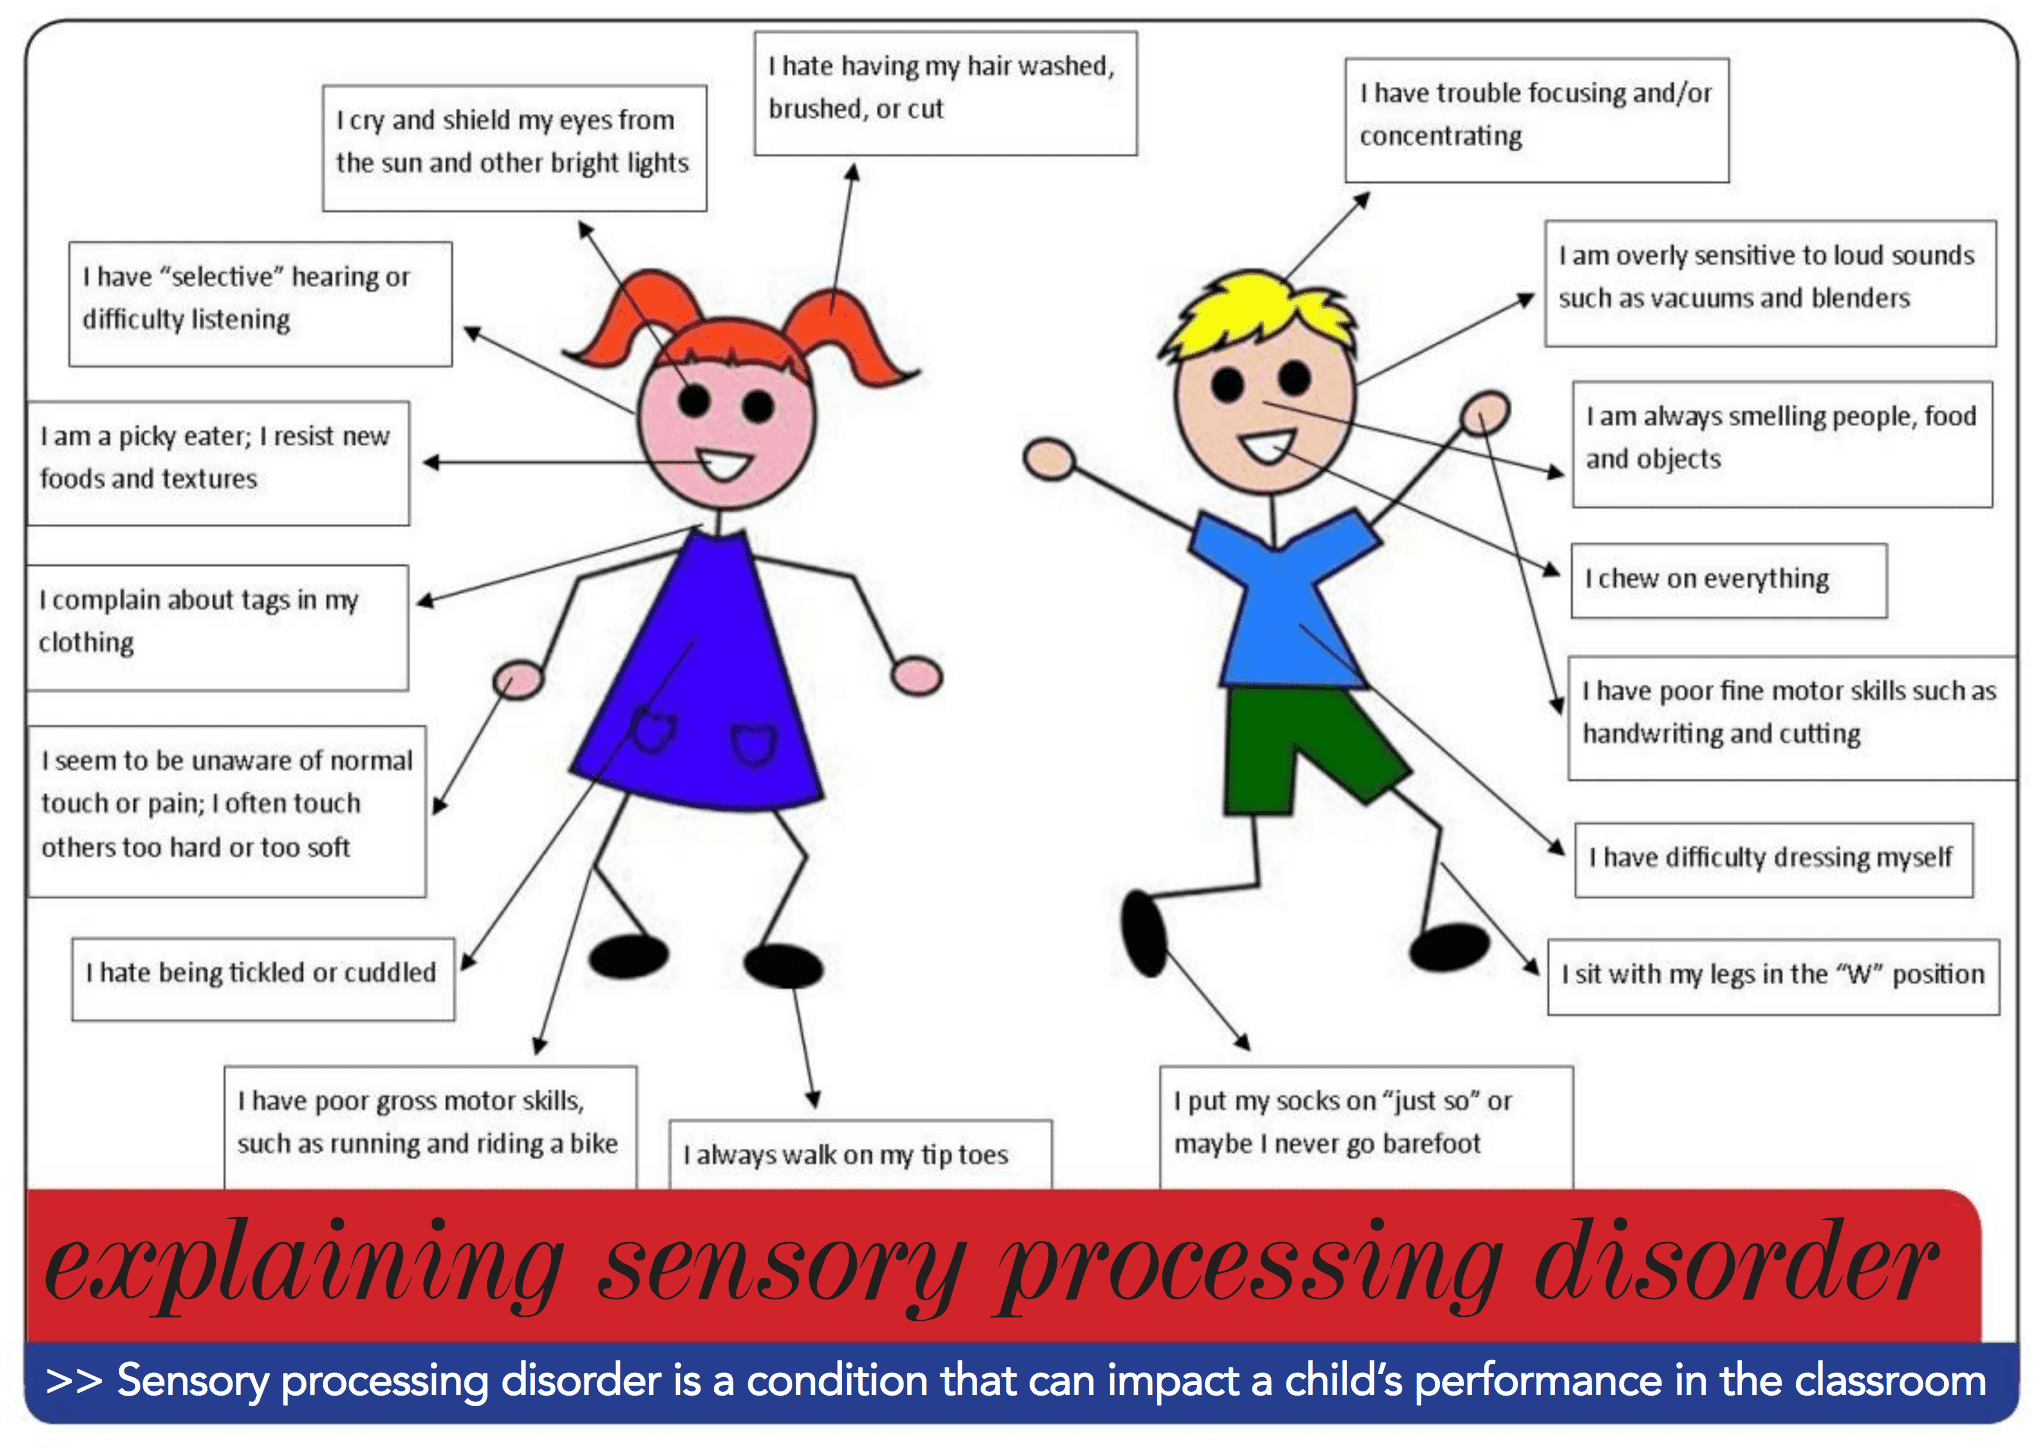 I hate having my hair washed,
brushed, or cut
I cry and shield my eyes from
the sun and other bright lights
I have “selective” hearing or
difficulty listening
I am a picky eater; I resist new
foods and textures
I complain about tags in my
clothing
I seem to be unaware of normal
touch or pain; I often touch
others too hard or too soft
I hate being tickled or cuddled
I have poor gross motor skills,
such as running and riding a bike
I always walk on my tip toes
I have trouble focusing and/or
concentrating
I am overly sensitive to loud sounds
such as vacuums and blenders
I am always smelling people, food
and objects
I chew on everything
I have poor fine motor skills such as
handwriting and cutting
I have difficulty dressing myself
I sit with my legs in the “W” position
I put my socks on “just so” or
maybe I never go barefoot
explaining sensory processing disorder
>> Sensory processing disorder is a condition that can impact a child’s performance in the classroom